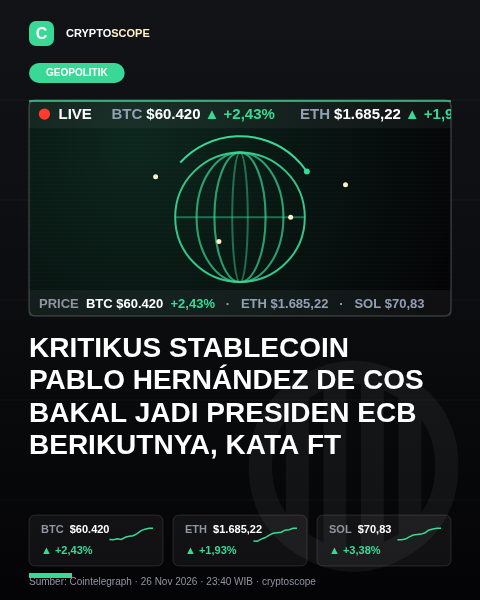 C CRYPTOSCOPE
GEOPOLITIK
LIVE BTC $60.420 ▲ +2,43% ETH $1.685,22 ▲ +1,9
PRICE BTC $60.420 +2,43% · ETH $1.685,22 · SOL $70,83
KRITIKUS STABLECOIN
PABLO HERNÁNDEZ DE COS
BAKAL JADI PRESIDEN ECB
BERIKUTNYA, KATA FT
BTC $60.420
▲ +2,43%
ETH $1.685,22
▲ +1,93%
SOL $70,83
▲ +3,38%
Sumber: Cointelegraph · 26 Nov 2026 · 23:40 WIB · cryptoscope